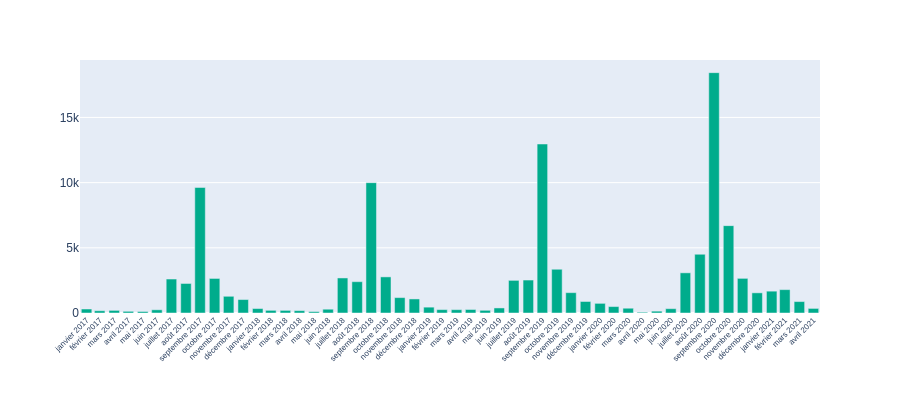 15k
10k
5k
0
janvier 2017
février 2017
mars 2017
avril 2017
mai 2017
juin 2017
juillet 2017
août 2017
septembre 2017
octobre 2017
novembre 2017
décembre 2017
janvier 2018
février 2018
mars 2018
avril 2018
mai 2018
juin 2018
juillet 2018
août 2018
septembre 2018
octobre 2018
novembre 2018
décembre 2018
janvier 2019
février 2019
mars 2019
avril 2019
mai 2019
juin 2019
juillet 2019
août 2019
septembre 2019
octobre 2019
novembre 2019
décembre 2019
janvier 2020
février 2020
mars 2020
avril 2020
mai 2020
juin 2020
juillet 2020
août 2020
septembre 2020
octobre 2020
novembre 2020
décembre 2020
janvier 2021
février 2021
mars 2021
avril 2021